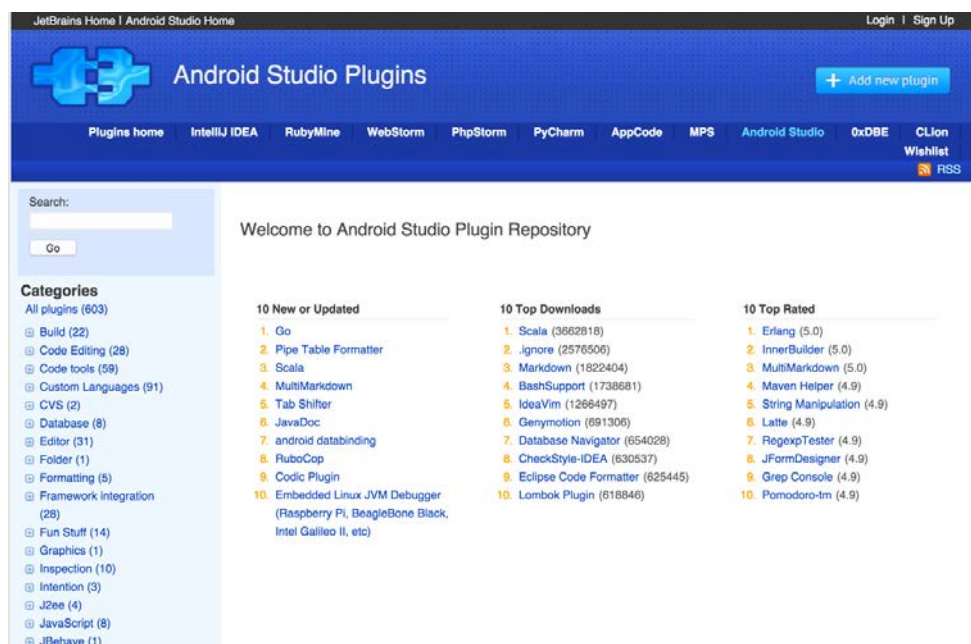 JetBrains Home | Android Studio Home
Login | Sign Up
Android Studio Plugins
+ Add new plugin
Plugins home IntelliJ IDEA RubyMine WebStorm PhpStorm PyCharm AppCode MPS Android Studio 0xDBE CLion
Wishlist
RSS
Search:
Go
Categories
All plugins (603)
Build (22)
Code Editing (28)
Code tools (59)
Custom Languages (91)
CVS (2)
Database (8)
Editor (31)
Folder (1)
Formatting (5)
Framework integration
(28)
Fun Stuff (14)
Graphics (1)
Inspection (10)
Intention (3)
J2ee (4)
JavaScript (8)
JBehave (1)
Welcome to Android Studio Plugin Repository
10 New or Updated
1. Go
2. Pipe Table Formatter
3. Scala
4. MultiMarkdown
5. Tab Shifter
6. JavaDoc
7. android databinding
8. RuboCop
9. Codic Plugin
10. Embedded Linux JVM Debugger
(Raspberry Pi, BeagleBone Black,
Intel Galileo II, etc)
10 Top Downloads
1. Scala (3662818)
2. .ignore (2576506)
3. Markdown (1822404)
4. BashSupport (1738681)
5. IdeaVim (1266497)
6. Genymotion (691306)
7. Database Navigator (654028)
8. CheckStyle-IDEA (630537)
9. Eclipse Code Formatter (625445)
10. Lombok Plugin (618846)
10 Top Rated
1. Erlang (5.0)
2. InnerBuilder (5.0)
3. MultiMarkdown (5.0)
4. Maven Helper (4.9)
5. String Manipulation (4.9)
6. Latte (4.9)
7. RegexpTester (4.9)
8. JFormDesigner (4.9)
9. Grep Console (4.9)
10. Pomodoro-tm (4.9)